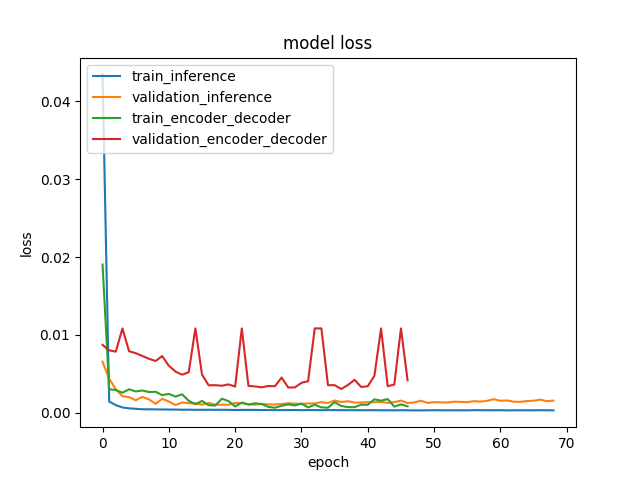 model loss
train_inference
validation_inference
train_encoder_decoder
validation_encoder_decoder
0.04
0.03
0.02
0.01
0.00
loss
0 10 20 30 40 50 60 70
epoch